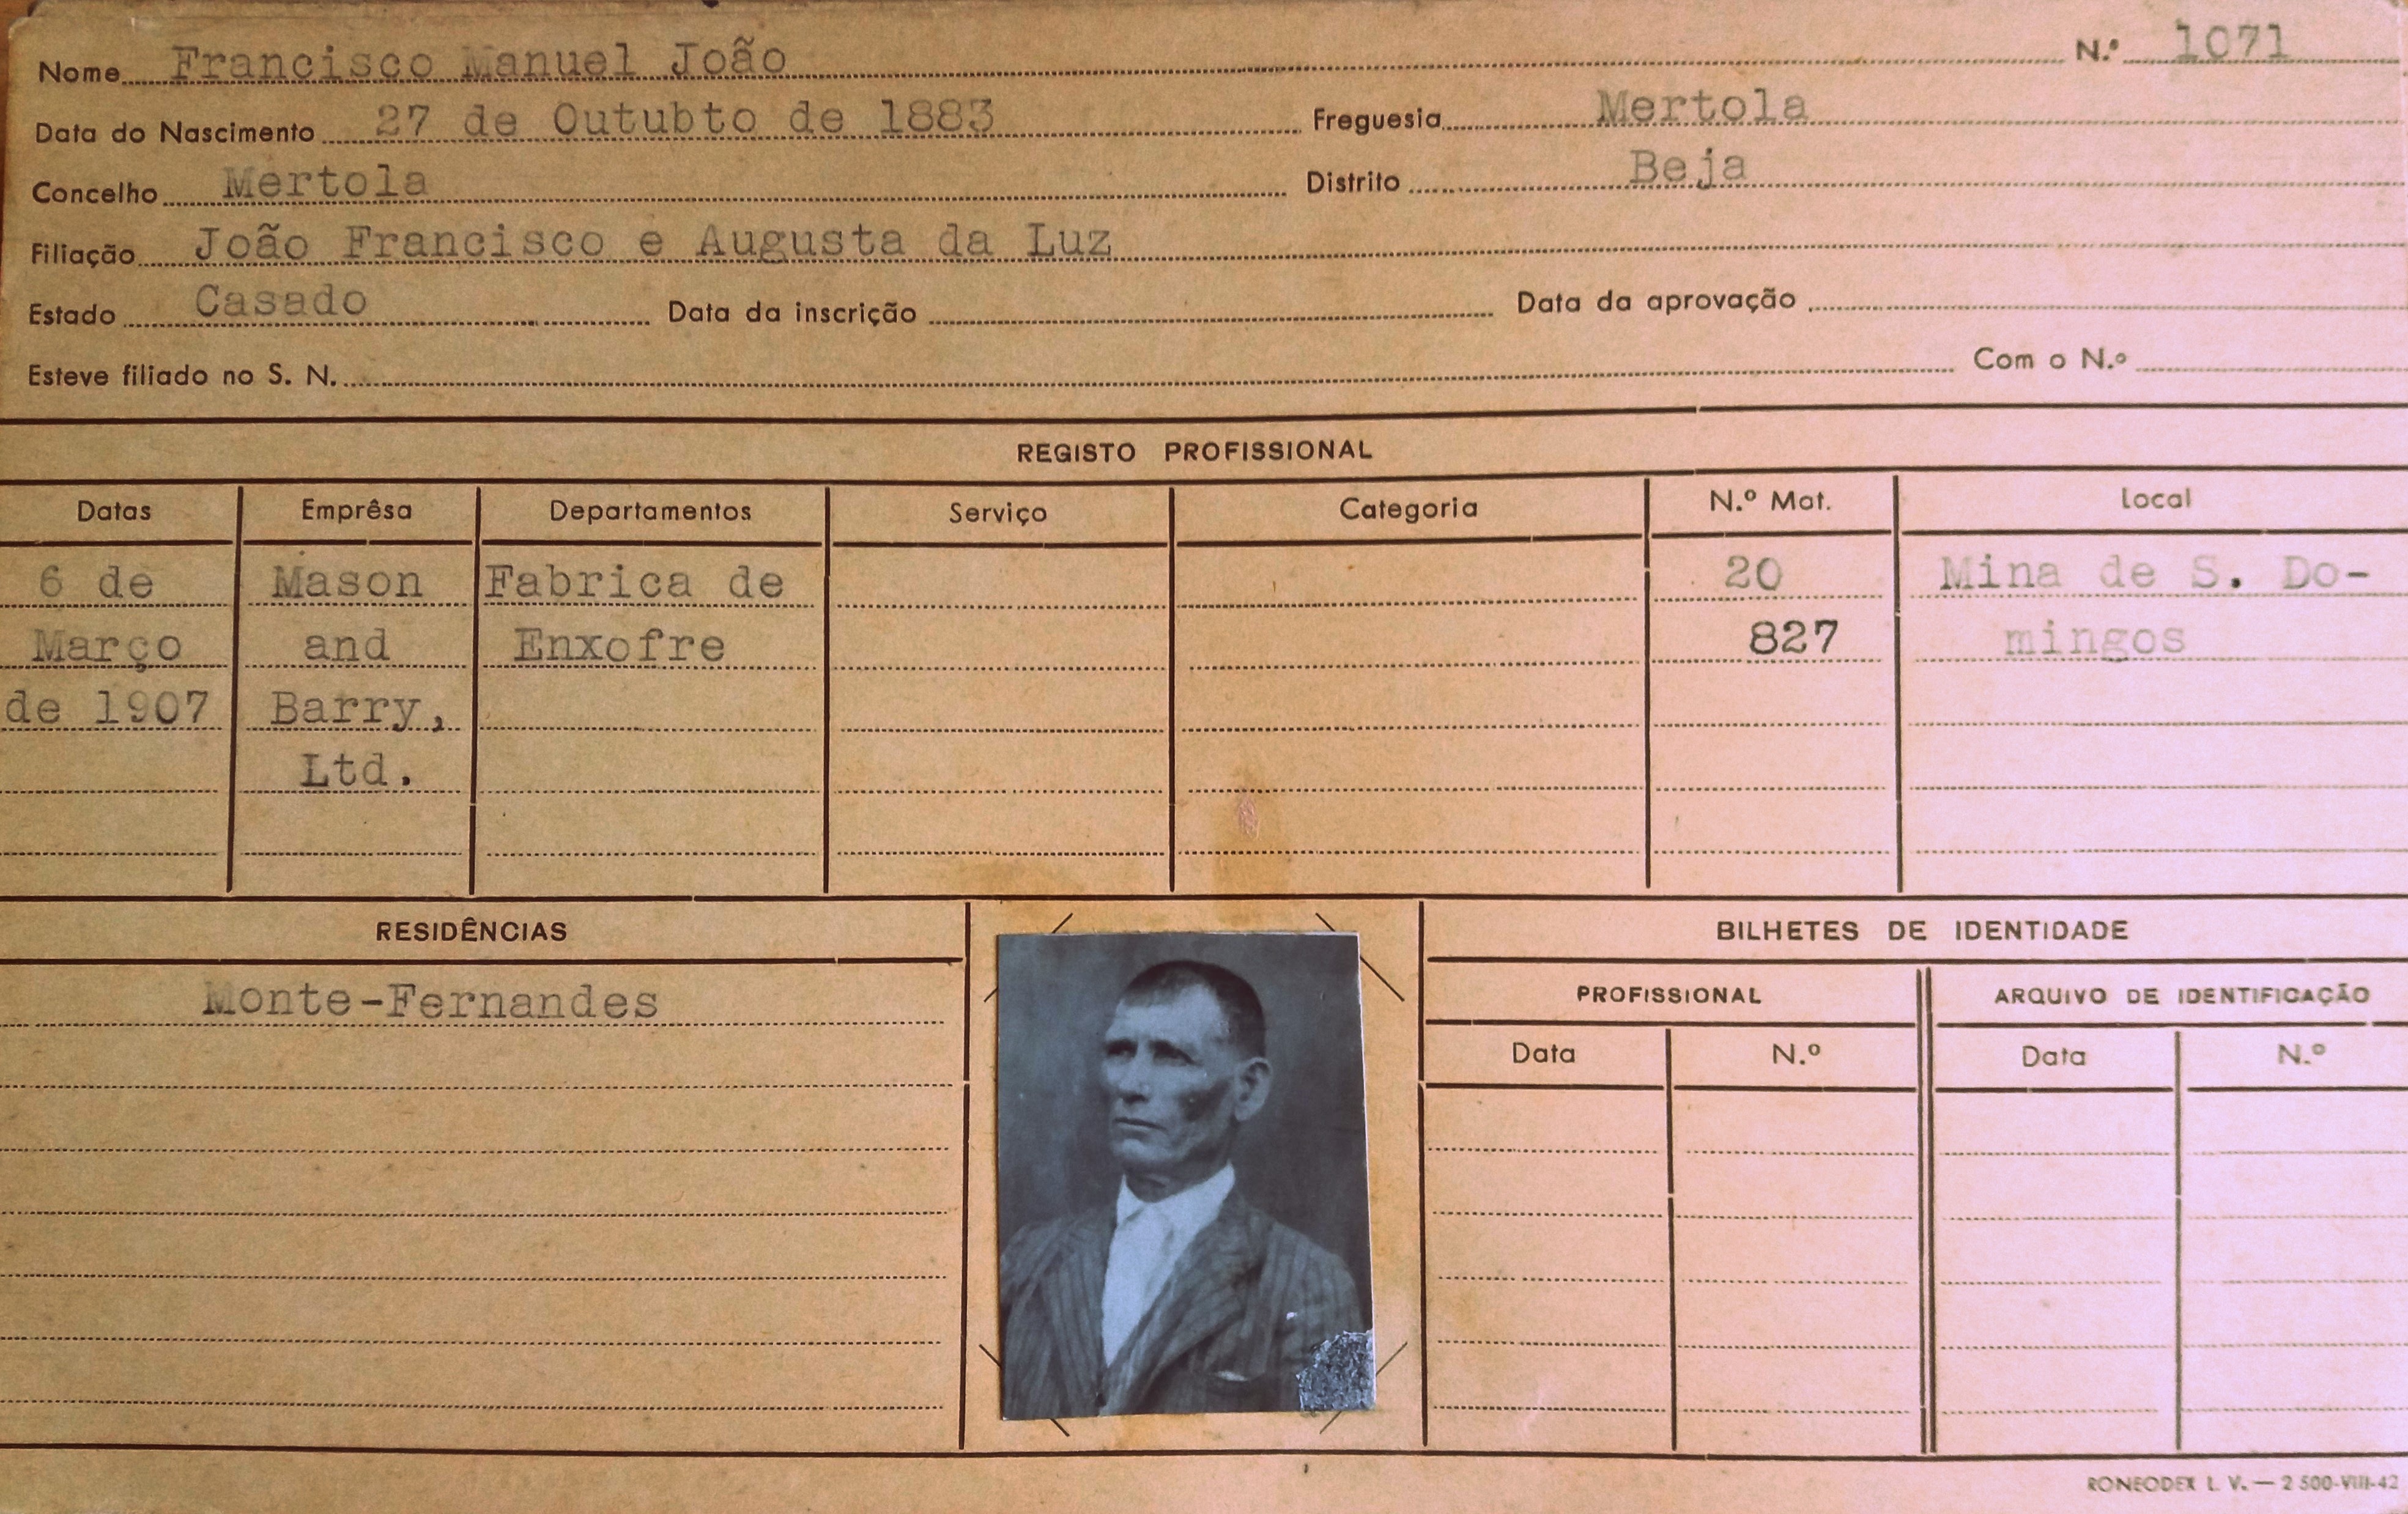 Nome Francisco Manuel João N.º 1071
Data do Nascimento 27 de Outubto de 1883 Freguesia Mertola
Concelho Mertola Distrito Beja
Filiação João Francisco e Augusta da Luz
Estado Casado Data da inscrição Data da aprovação
Esteve filiado no S. N. Com o N.º
REGISTO PROFISSIONAL
Datas Emprêsa Departamentos Serviço Categoria N.º Mat. Local
6 de Mason Fabrica de 20 Mina de S. Do-
Março and Enxofre 827 mingos
de 1907 Barry,
Ltd.
RESIDÊNCIAS BILHETES DE IDENTIDADE
Monte-Fernandes PROFISSIONAL ARQUIVO DE IDENTIFICAÇÃO
Data N.º Data N.º
RONEODEX L. V. — 2 500-VIII-42